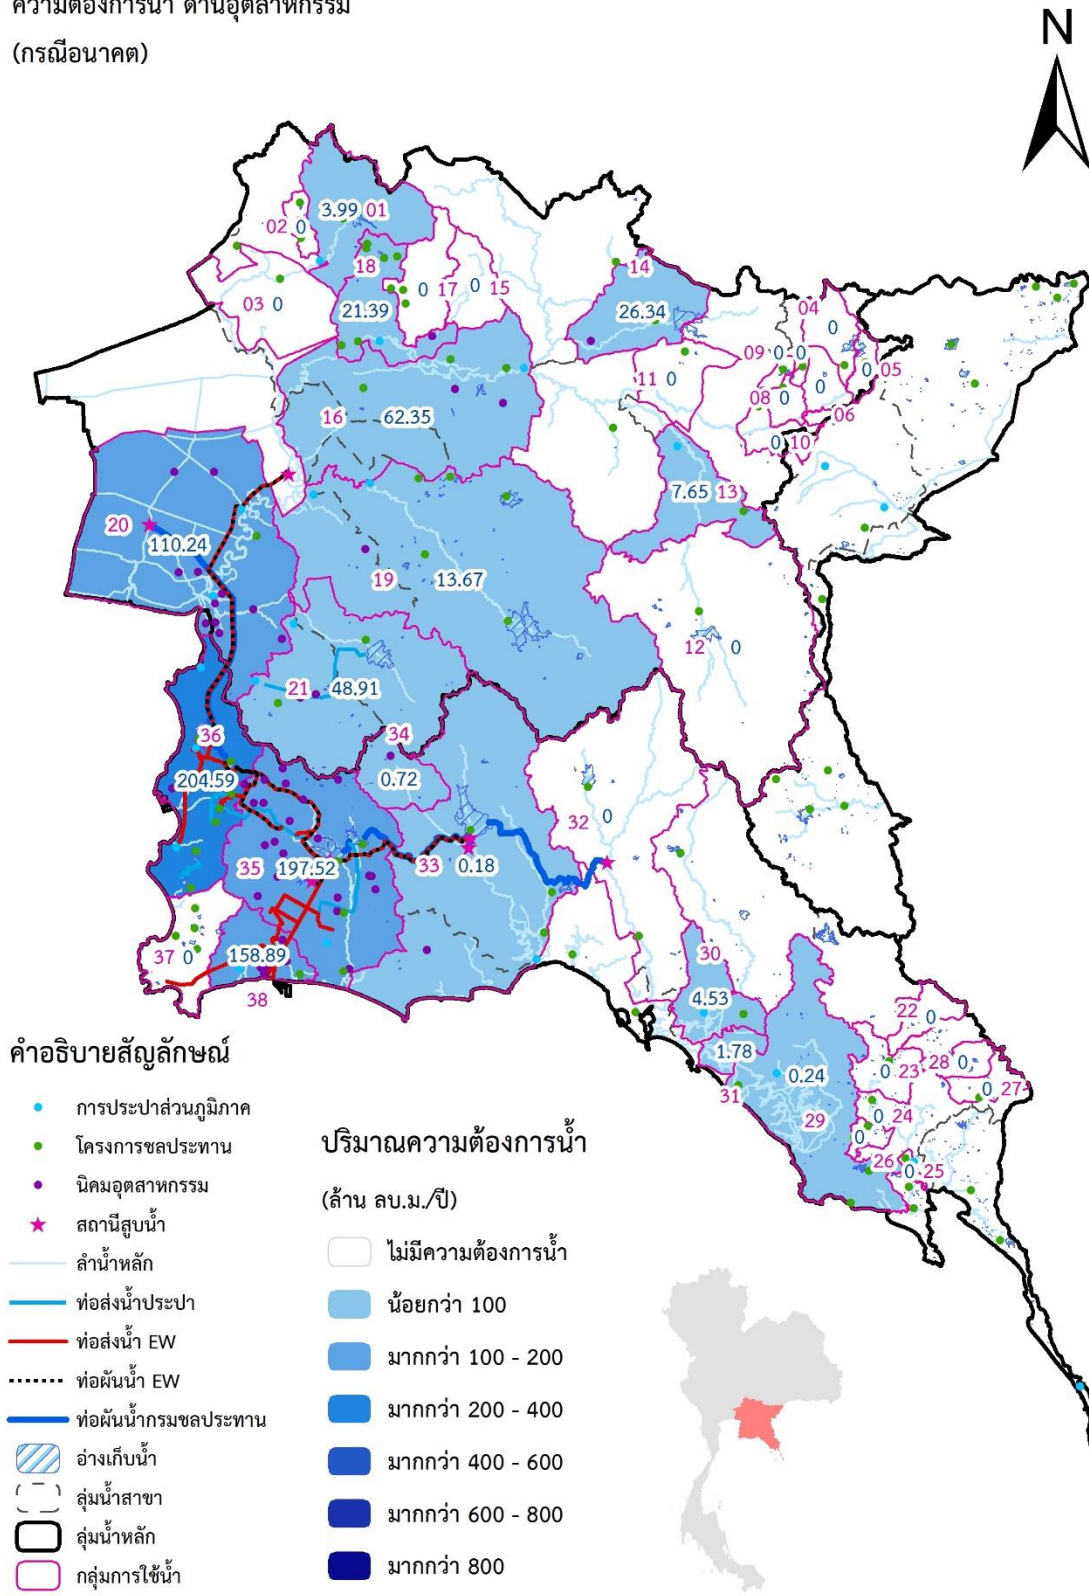 ความต้องการน้ำ ด้านอุตสาหกรรม
(กรณีอนาคต)
N
3.99 01
02 0
18
14
03 0
0 17 0 15
21.39
26.34
04
0
09 0 0
11 0
0 05
08 0
0
06
16 62.35
0 10
7.65 13
20
110.24
19 13.67
12 0
21 48.91
34
36
0.72
204.59
32 0
35 197.52
33 0.18
37 0
158.89
30
38
4.53
22 0
1.78
0.24
0 23 28 0
0 27
31
29
0 24
0
26 0 25
คำอธิบายสัญลักษณ์
การประปาส่วนภูมิภาค
โครงการชลประทาน
นิคมอุตสาหกรรม
สถานีสูบน้ำ
ลำน้ำหลัก
ท่อส่งน้ำประปา
ท่อส่งน้ำ EW
ท่อผันน้ำ EW
ท่อผันน้ำกรมชลประทาน
อ่างเก็บน้ำ
ลุ่มน้ำสาขา
ลุ่มน้ำหลัก
กลุ่มการใช้น้ำ
ปริมาณความต้องการน้ำ
(ล้าน ลบ.ม./ปี)
ไม่มีความต้องการน้ำ
น้อยกว่า 100
มากกว่า 100 - 200
มากกว่า 200 - 400
มากกว่า 400 - 600
มากกว่า 600 - 800
มากกว่า 800